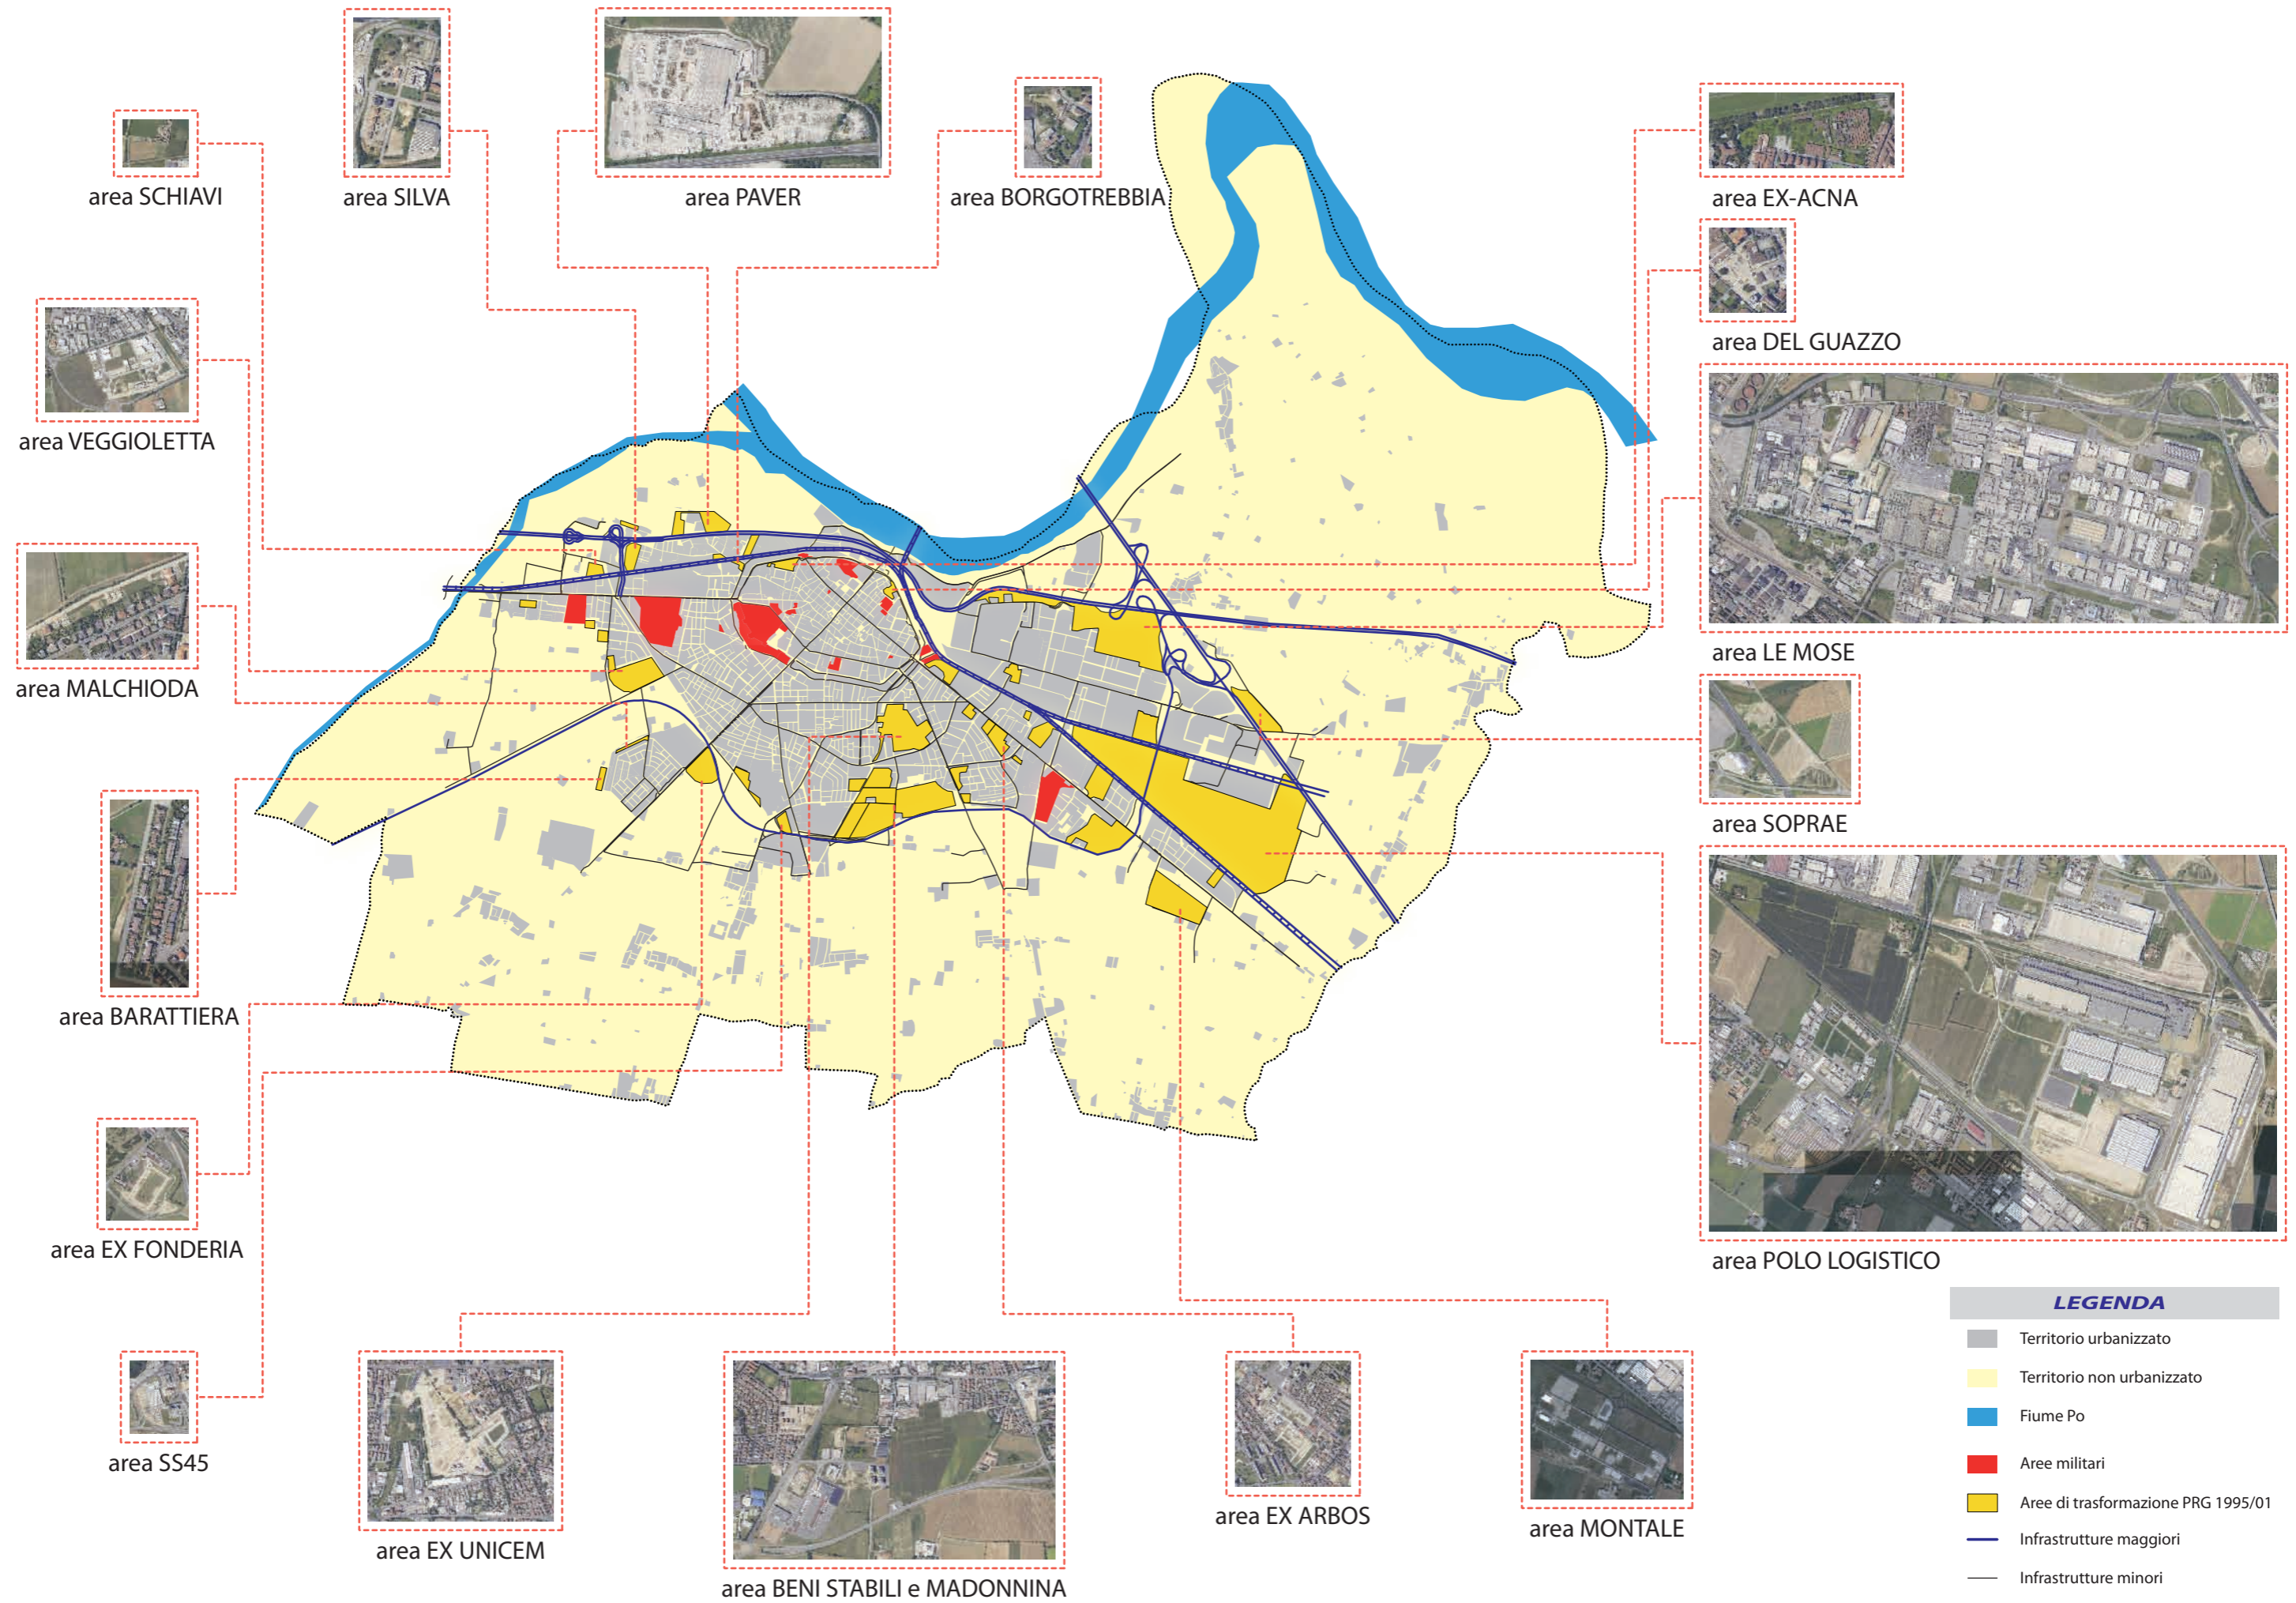 area SCHIAVI
area SILVA
area PAVER
area BORGOTREBBIA
area EX-ACNA
area DEL GUAZZO
area VEGGIOLETTA
area LE MOSE
area MALCHIODA
area SOPRAE
area BARATTIERA
area EX FONDERIA
area POLO LOGISTICO
area SS45
area EX UNICEM
area BENI STABILI e MADONNINA
area EX ARBOS
area MONTALE
LEGENDA
Territorio urbanizzato
Territorio non urbanizzato
Fiume Po
Aree militari
Aree di trasformazione PRG 1995/01
Infrastrutture maggiori
Infrastrutture minori